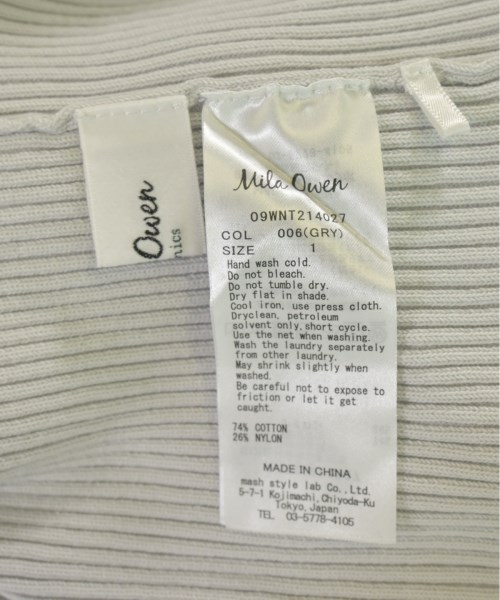 Owen
nics
Mila Owen
09WNT214027
COL 006(GRY)
SIZE 1
Hand wash cold.
Do not bleach.
Do not tumble dry.
Dry flat in shade.
Cool iron, use press cloth.
Dryclean, petroleum
solvent only, short cycle.
Use the net when washing.
Wash the laundry separately
from other laundry.
May shrink slightly when
washed.
Be careful not to expose to
friction or let it get
caught.
74% COTTON
26% NYLON
MADE IN CHINA
mash style lab Co., Ltd.
5-7-1 Kojimachi, Chiyoda-Ku
Tokyo, Japan
TEL 03-5778-4105